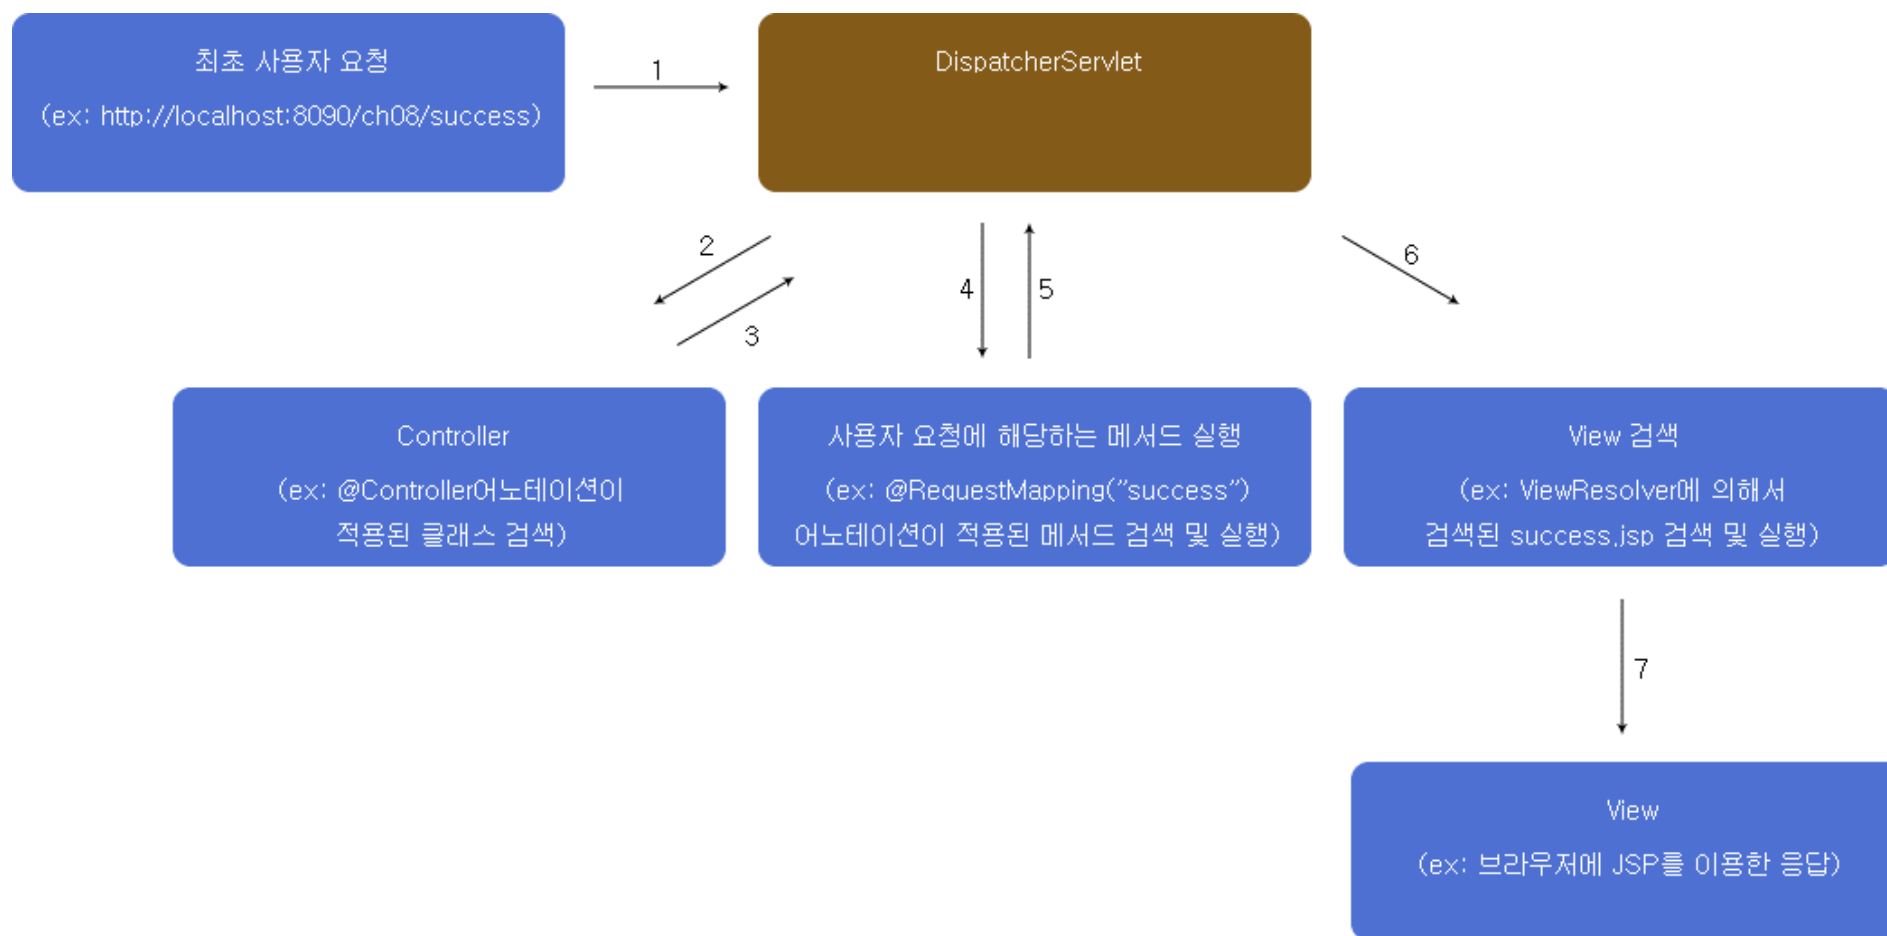 최초 사용자 요청
(ex: http://localhost:8090/ch08/success)
1
DispatcherServlet
2
3
4
5
6
Controller
(ex: @Controller어노테이션이
적용된 클래스 검색)
사용자 요청에 해당하는 메서드 실행
(ex: @RequestMapping("success")
어노테이션이 적용된 메서드 검색 및 실행)
View 검색
(ex: ViewResolver에 의해서
검색된 success.jsp 검색 및 실행)
7
View
(ex: 브라우저에 JSP를 이용한 응답)